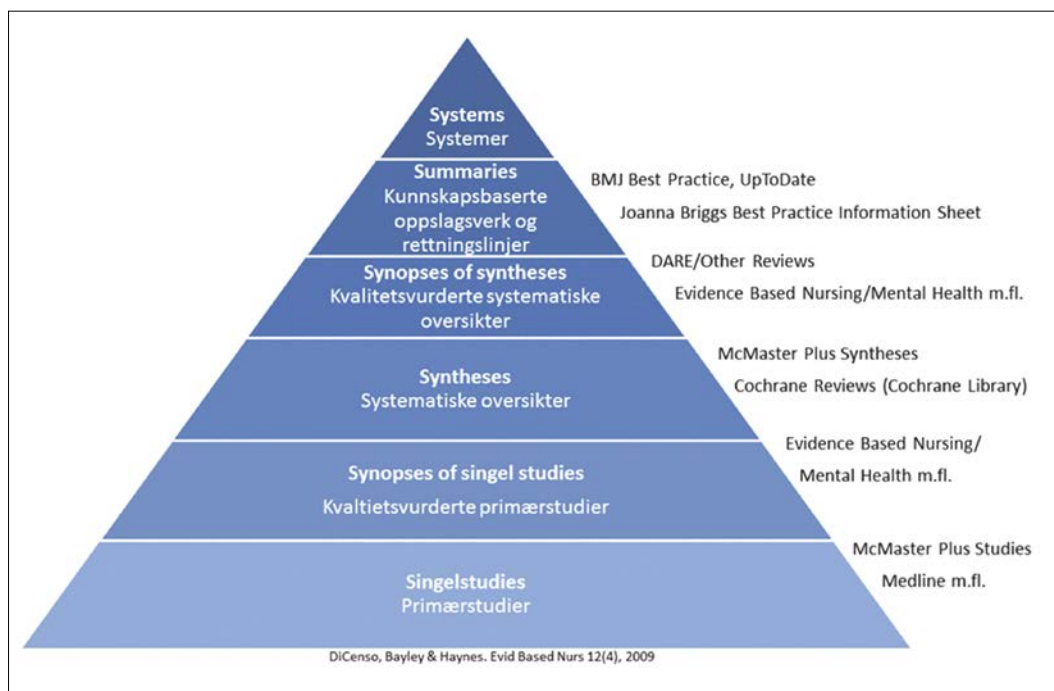 Systems
Systemer
Summaries
Kunnskapsbaserte
oppslagsverk og
rettningslinjer
BMJ Best Practice, UpToDate
Joanna Briggs Best Practice Information Sheet
Synopses of syntheses
Kvalitetsvurderte systematiske
oversikter
DARE/Other Reviews
Evidence Based Nursing/Mental Health m.fl.
Syntheses
Systematiske oversikter
McMaster Plus Syntheses
Cochrane Reviews (Cochrane Library)
Synopses of singel studies
Kvaltietsvurderte primærstudier
Evidence Based Nursing/
Mental Health m.fl.
Singelstudies
Primærstudier
McMaster Plus Studies
Medline m.fl.
DiCenso, Bayley & Haynes. Evid Based Nurs 12(4), 2009